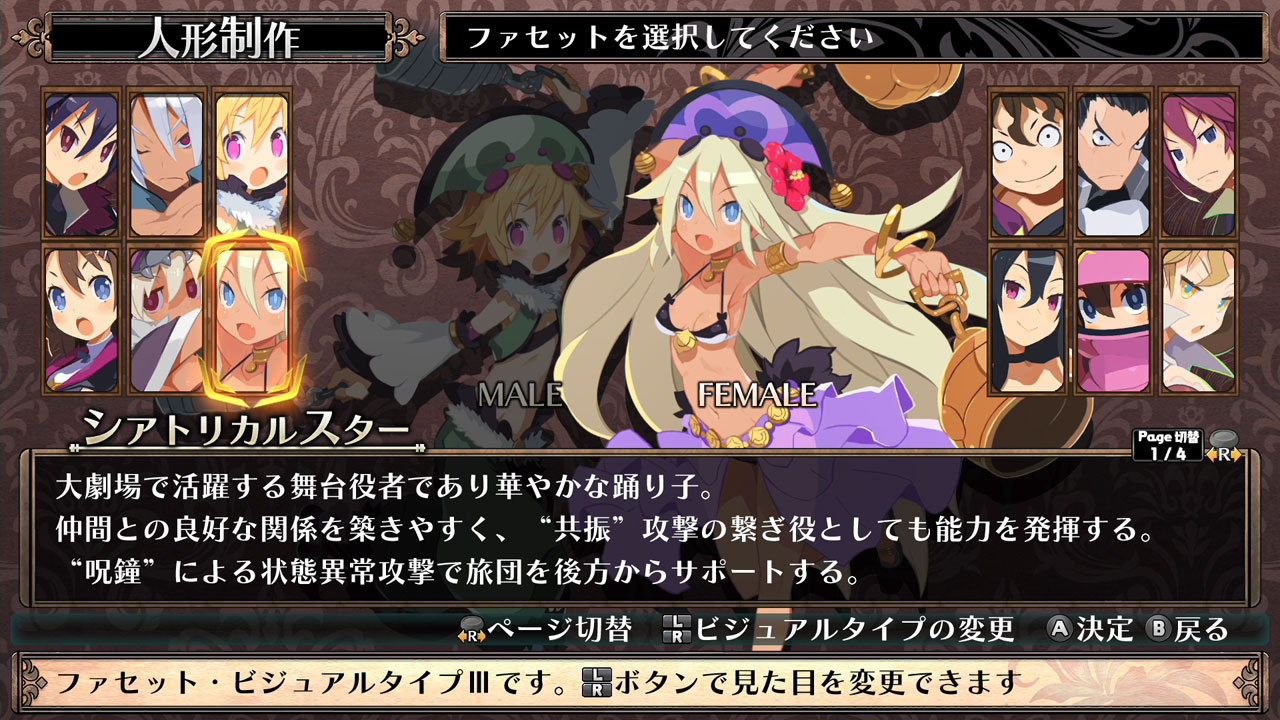 人形制作
ファセットを選択してください
MALE
FEMALE
シアトリカルスター
Page切替
1/4
R
大劇場で活躍する舞台役者であり華やかな踊り子。
仲間との良好な関係を築きやすく、“共振”攻撃の繋ぎ役としても能力を発揮する。
“呪鐘”による状態異常攻撃で旅団を後方からサポートする。
R ページ切替 L R ビジュアルタイプの変更 A 決定 B 戻る
ファセット・ビジュアルタイプⅢです。L R ボタンで見た目を変更できます